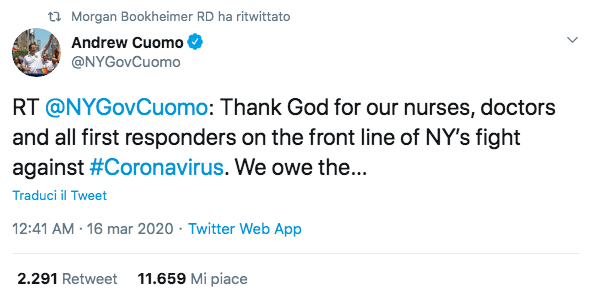 Morgan Bookheimer RD ha ritwittato
Andrew Cuomo
@NYGovCuomo
RT @NYGovCuomo: Thank God for our nurses, doctors
and all first responders on the front line of NY’s fight
against #Coronavirus. We owe the...
Traduci il Tweet
12:41 AM · 16 mar 2020 · Twitter Web App
2.291 Retweet 11.659 Mi piace